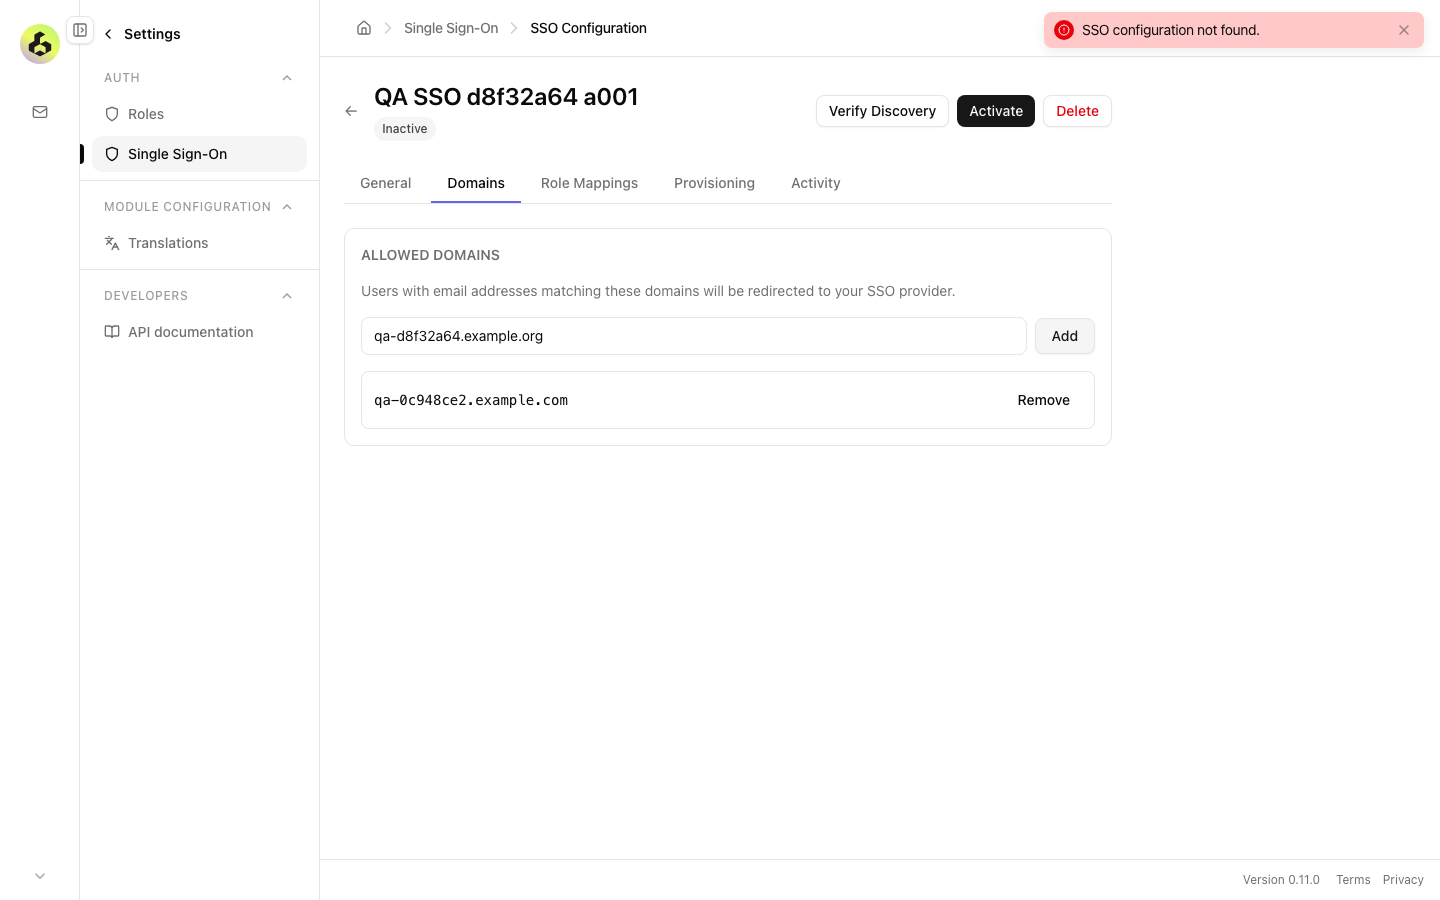 Settings
AUTH
Roles
Single Sign-On
MODULE CONFIGURATION
Translations
DEVELOPERS
API documentation
Single Sign-On
SSO Configuration
SSO configuration not found.
QA SSO d8f32a64 a001
Inactive
Verify Discovery
Activate
Delete
General
Domains
Role Mappings
Provisioning
Activity
ALLOWED DOMAINS
Users with email addresses matching these domains will be redirected to your SSO provider.
qa-d8f32a64.example.org
Add
qa-0c948ce2.example.com
Remove
Version 0.11.0
Terms
Privacy